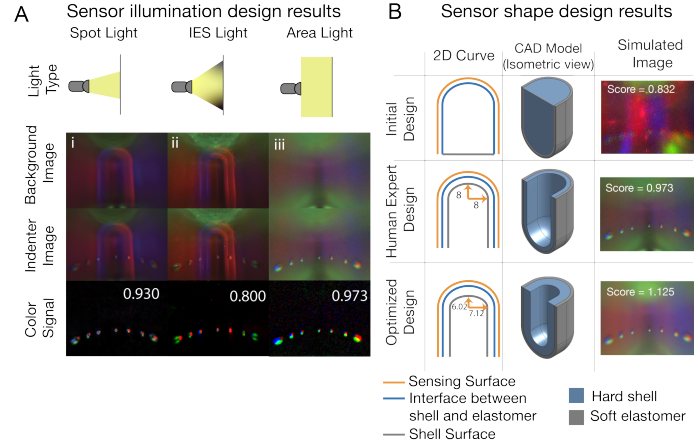 A
Sensor illumination design results
Spot Light
IES Light
Area Light
Light
Type
Background
Image
i
ii
iii
Indenter
Image
Color
Signal
0.930
0.800
0.973
B
Sensor shape design results
2D Curve
CAD Model
(Isometric view)
Simulated
Image
Initial
Design
Score = 0.832
Human Expert
Design
8
8
Score = 0.973
Optimized
Design
6.02
7.12
Score = 1.125
Sensing Surface
Interface between
shell and elastomer
Shell Surface
Hard shell
Soft elastomer